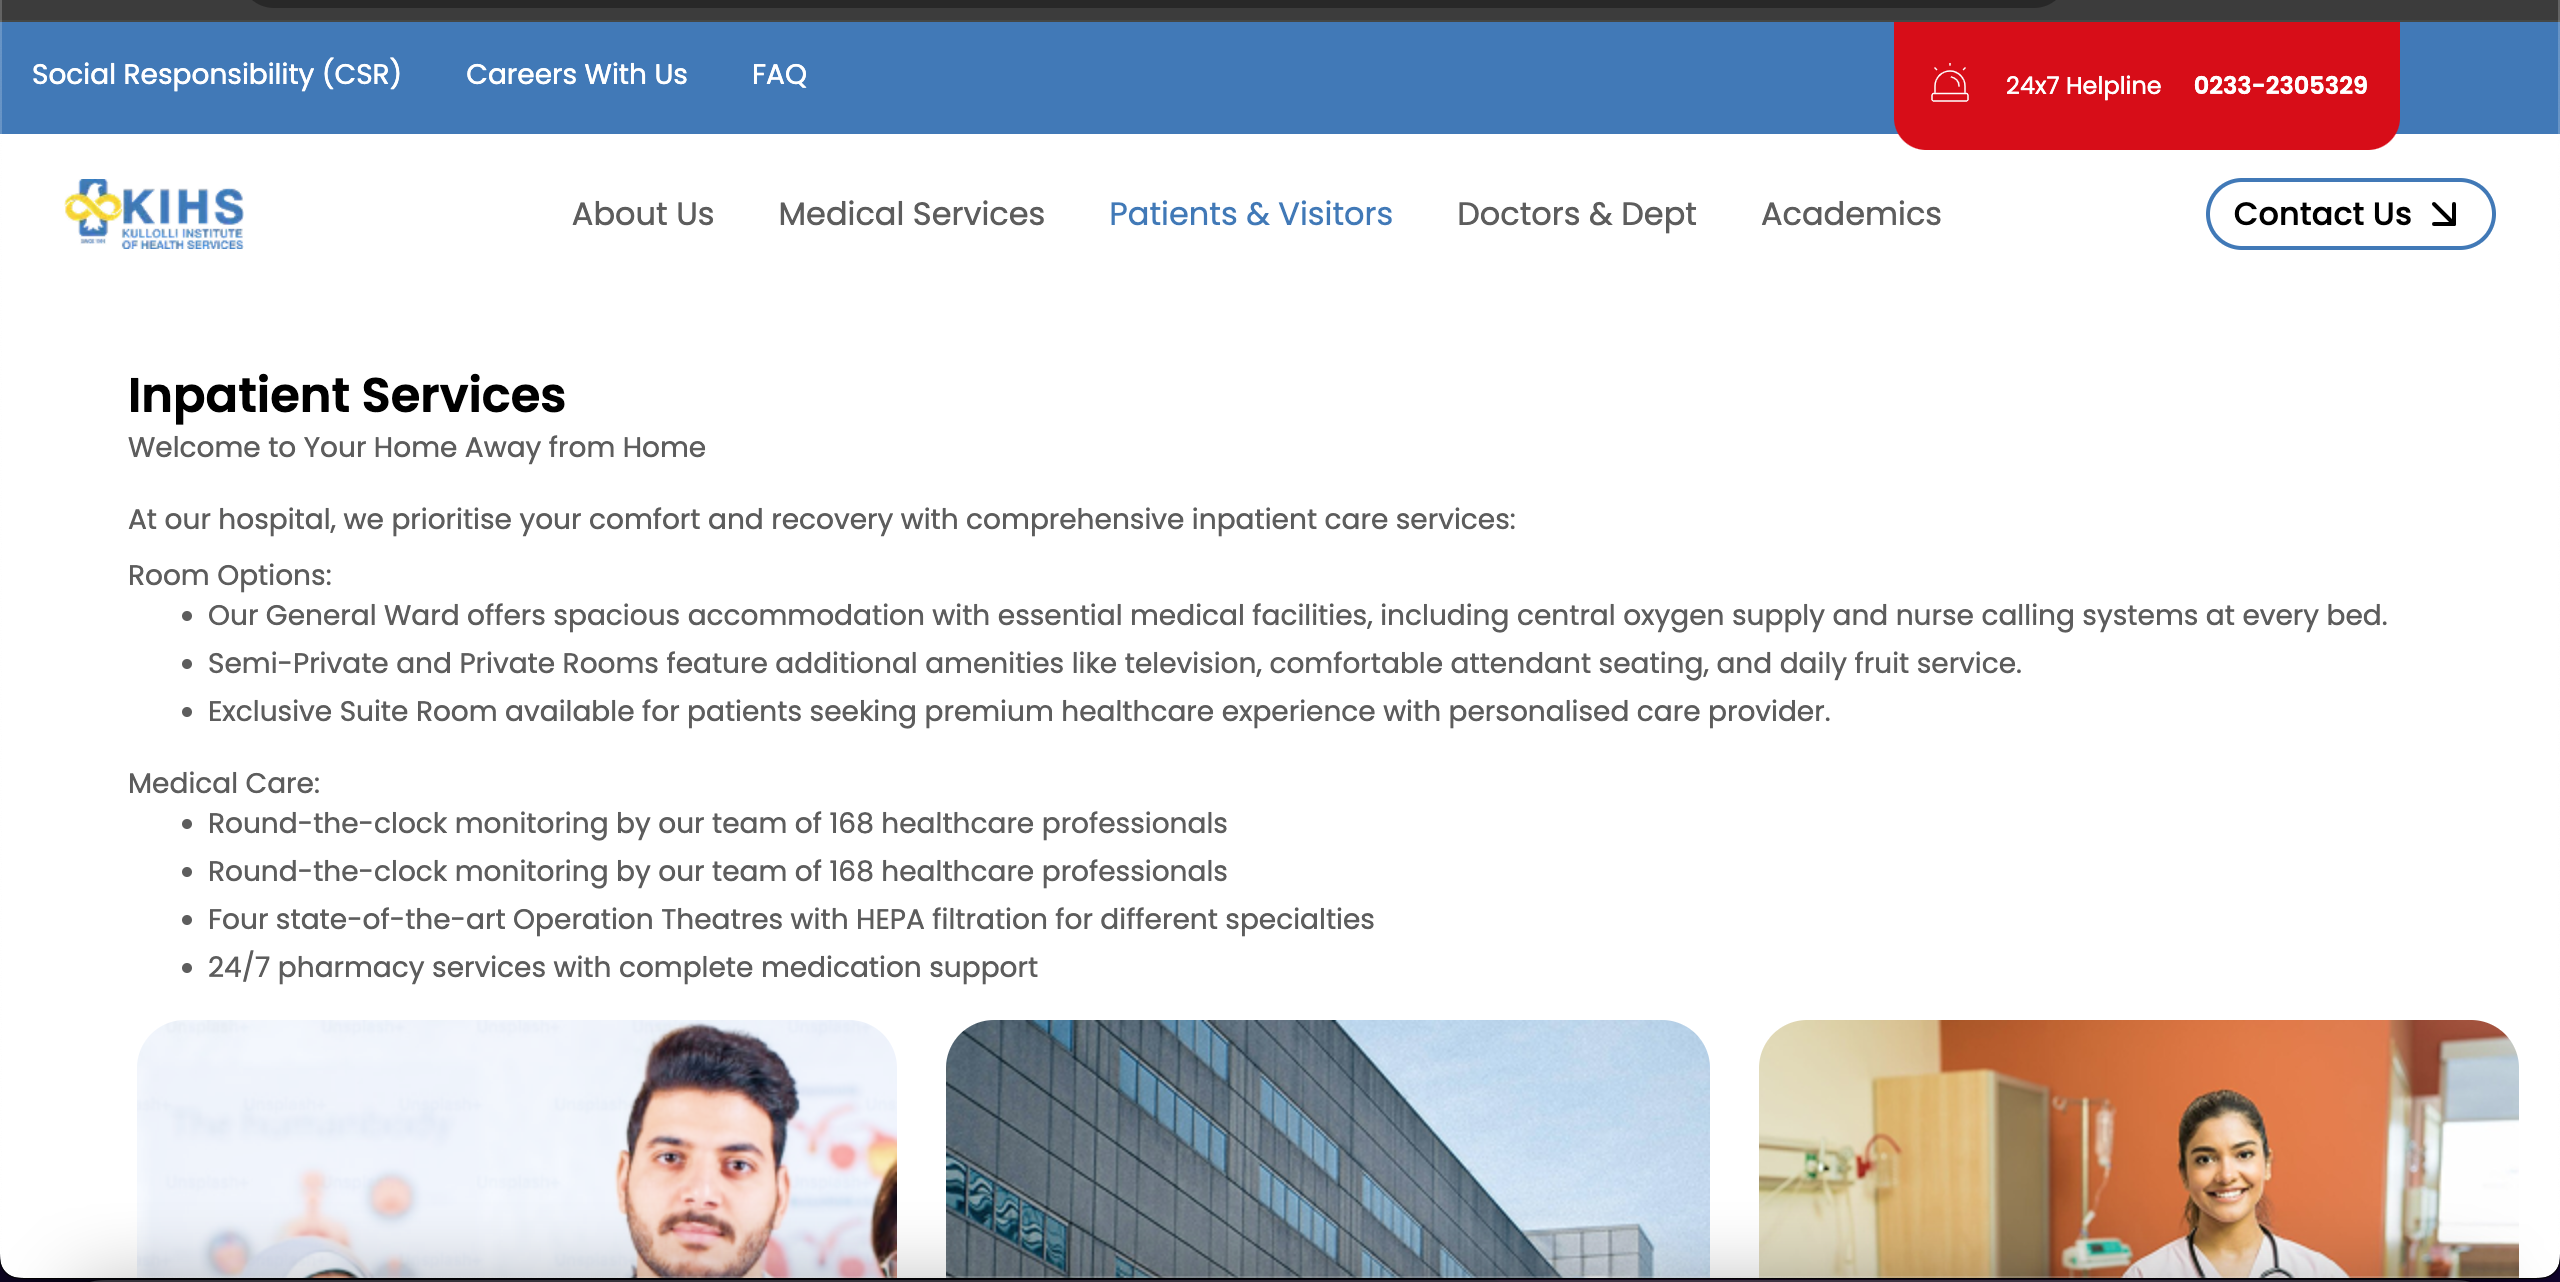 Social Responsibility (CSR) Careers With Us FAQ
24x7 Helpline 0233-2305329
KIHS
KULLOLLI INSTITUTE
OF HEALTH SERVICES
About Us Medical Services Patients & Visitors Doctors & Dept Academics
Contact Us
Inpatient Services
Welcome to Your Home Away from Home
At our hospital, we prioritise your comfort and recovery with comprehensive inpatient care services:
Room Options:
• Our General Ward offers spacious accommodation with essential medical facilities, including central oxygen supply and nurse calling systems at every bed.
• Semi-Private and Private Rooms feature additional amenities like television, comfortable attendant seating, and daily fruit service.
• Exclusive Suite Room available for patients seeking premium healthcare experience with personalised care provider.
Medical Care:
• Round-the-clock monitoring by our team of 168 healthcare professionals
• Round-the-clock monitoring by our team of 168 healthcare professionals
• Four state-of-the-art Operation Theatres with HEPA filtration for different specialties
• 24/7 pharmacy services with complete medication support